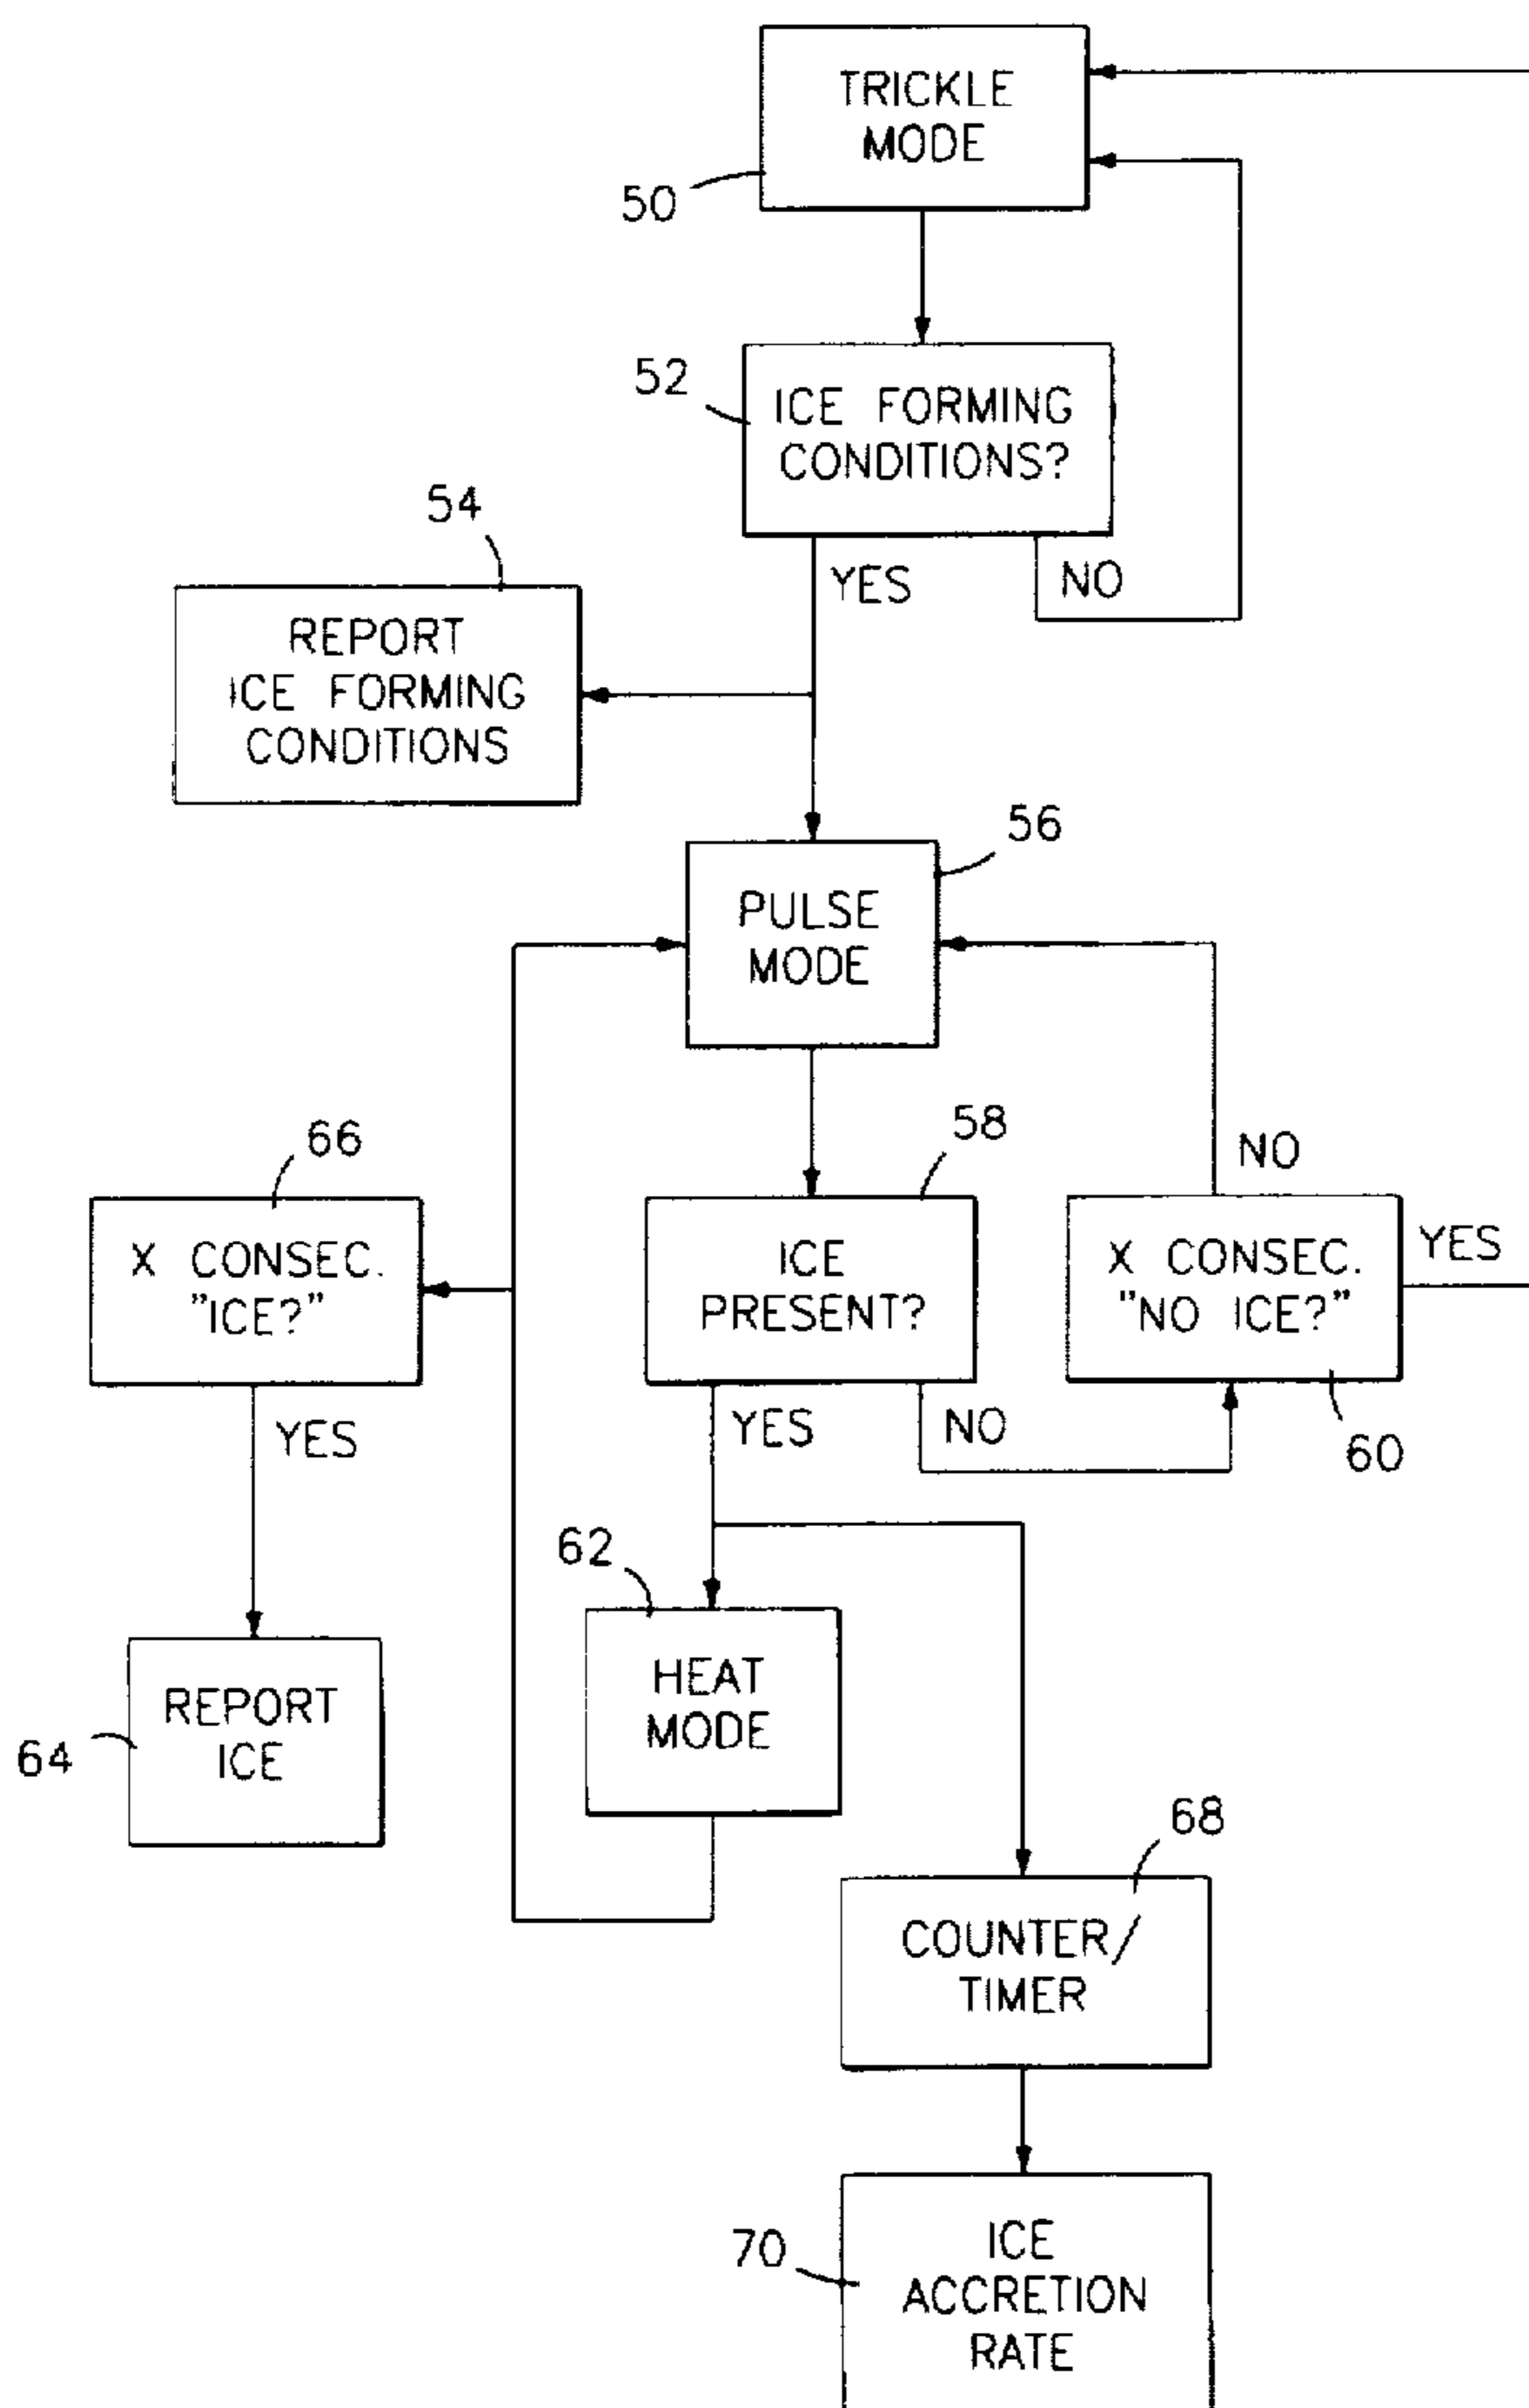 TRICKLE
MODE
50
52
ICE FORMING
CONDITIONS?
54
YES
NO
REPORT
ICE FORMING
CONDITIONS
56
PULSE
MODE
66
58
NO
X CONSEC.
"ICE?"
ICE
PRESENT?
X CONSEC.
"NO ICE?"
YES
YES
YES
NO
60
62
HEAT
MODE
REPORT
ICE
64
68
COUNTER/
TIMER
70
ICE
ACCRETION
RATE